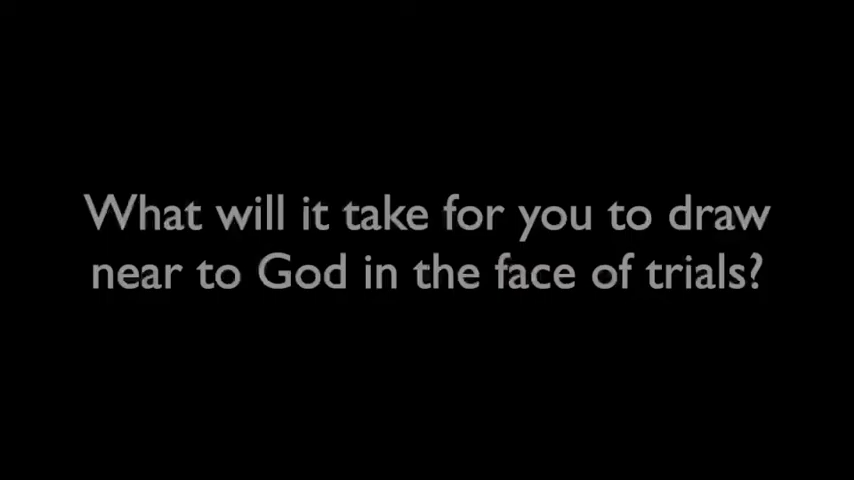 What will it take for you to draw
near to God in the face of trials?